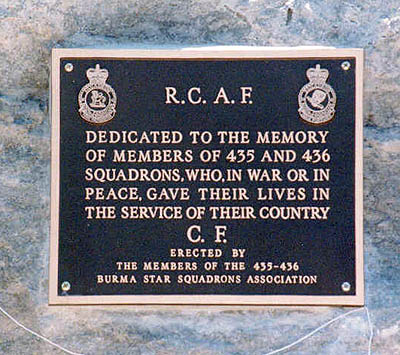 R.C.A.F.
DEDICATED TO THE MEMORY
OF MEMBERS OF 435 AND 436
SQUADRONS, WHO, IN WAR OR IN
PEACE, GAVE THEIR LIVES IN
THE SERVICE OF THEIR COUNTRY
C.F.
ERECTED BY
THE MEMBERS OF THE 435-436
BURMA STAR SQUADRONS ASSOCIATION